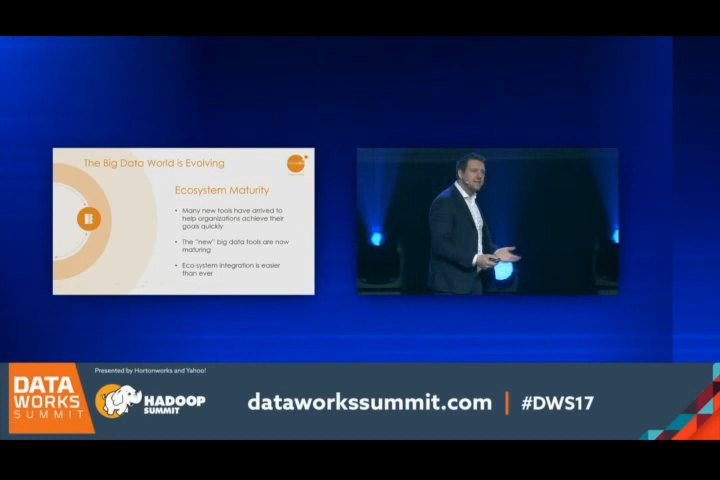 The Big Data World is Evolving
Ecosystem Maturity
• Many new tools have arrived to
help organizations achieve their
goals quickly
• The "new" big data tools are now
maturing
• Eco-system integration is easier
than ever
Presented by Hortonworks and Yahoo!
DATA
WORKS
SUMMIT
HADOOP
SUMMIT
dataworkssummit.com | #DWS17